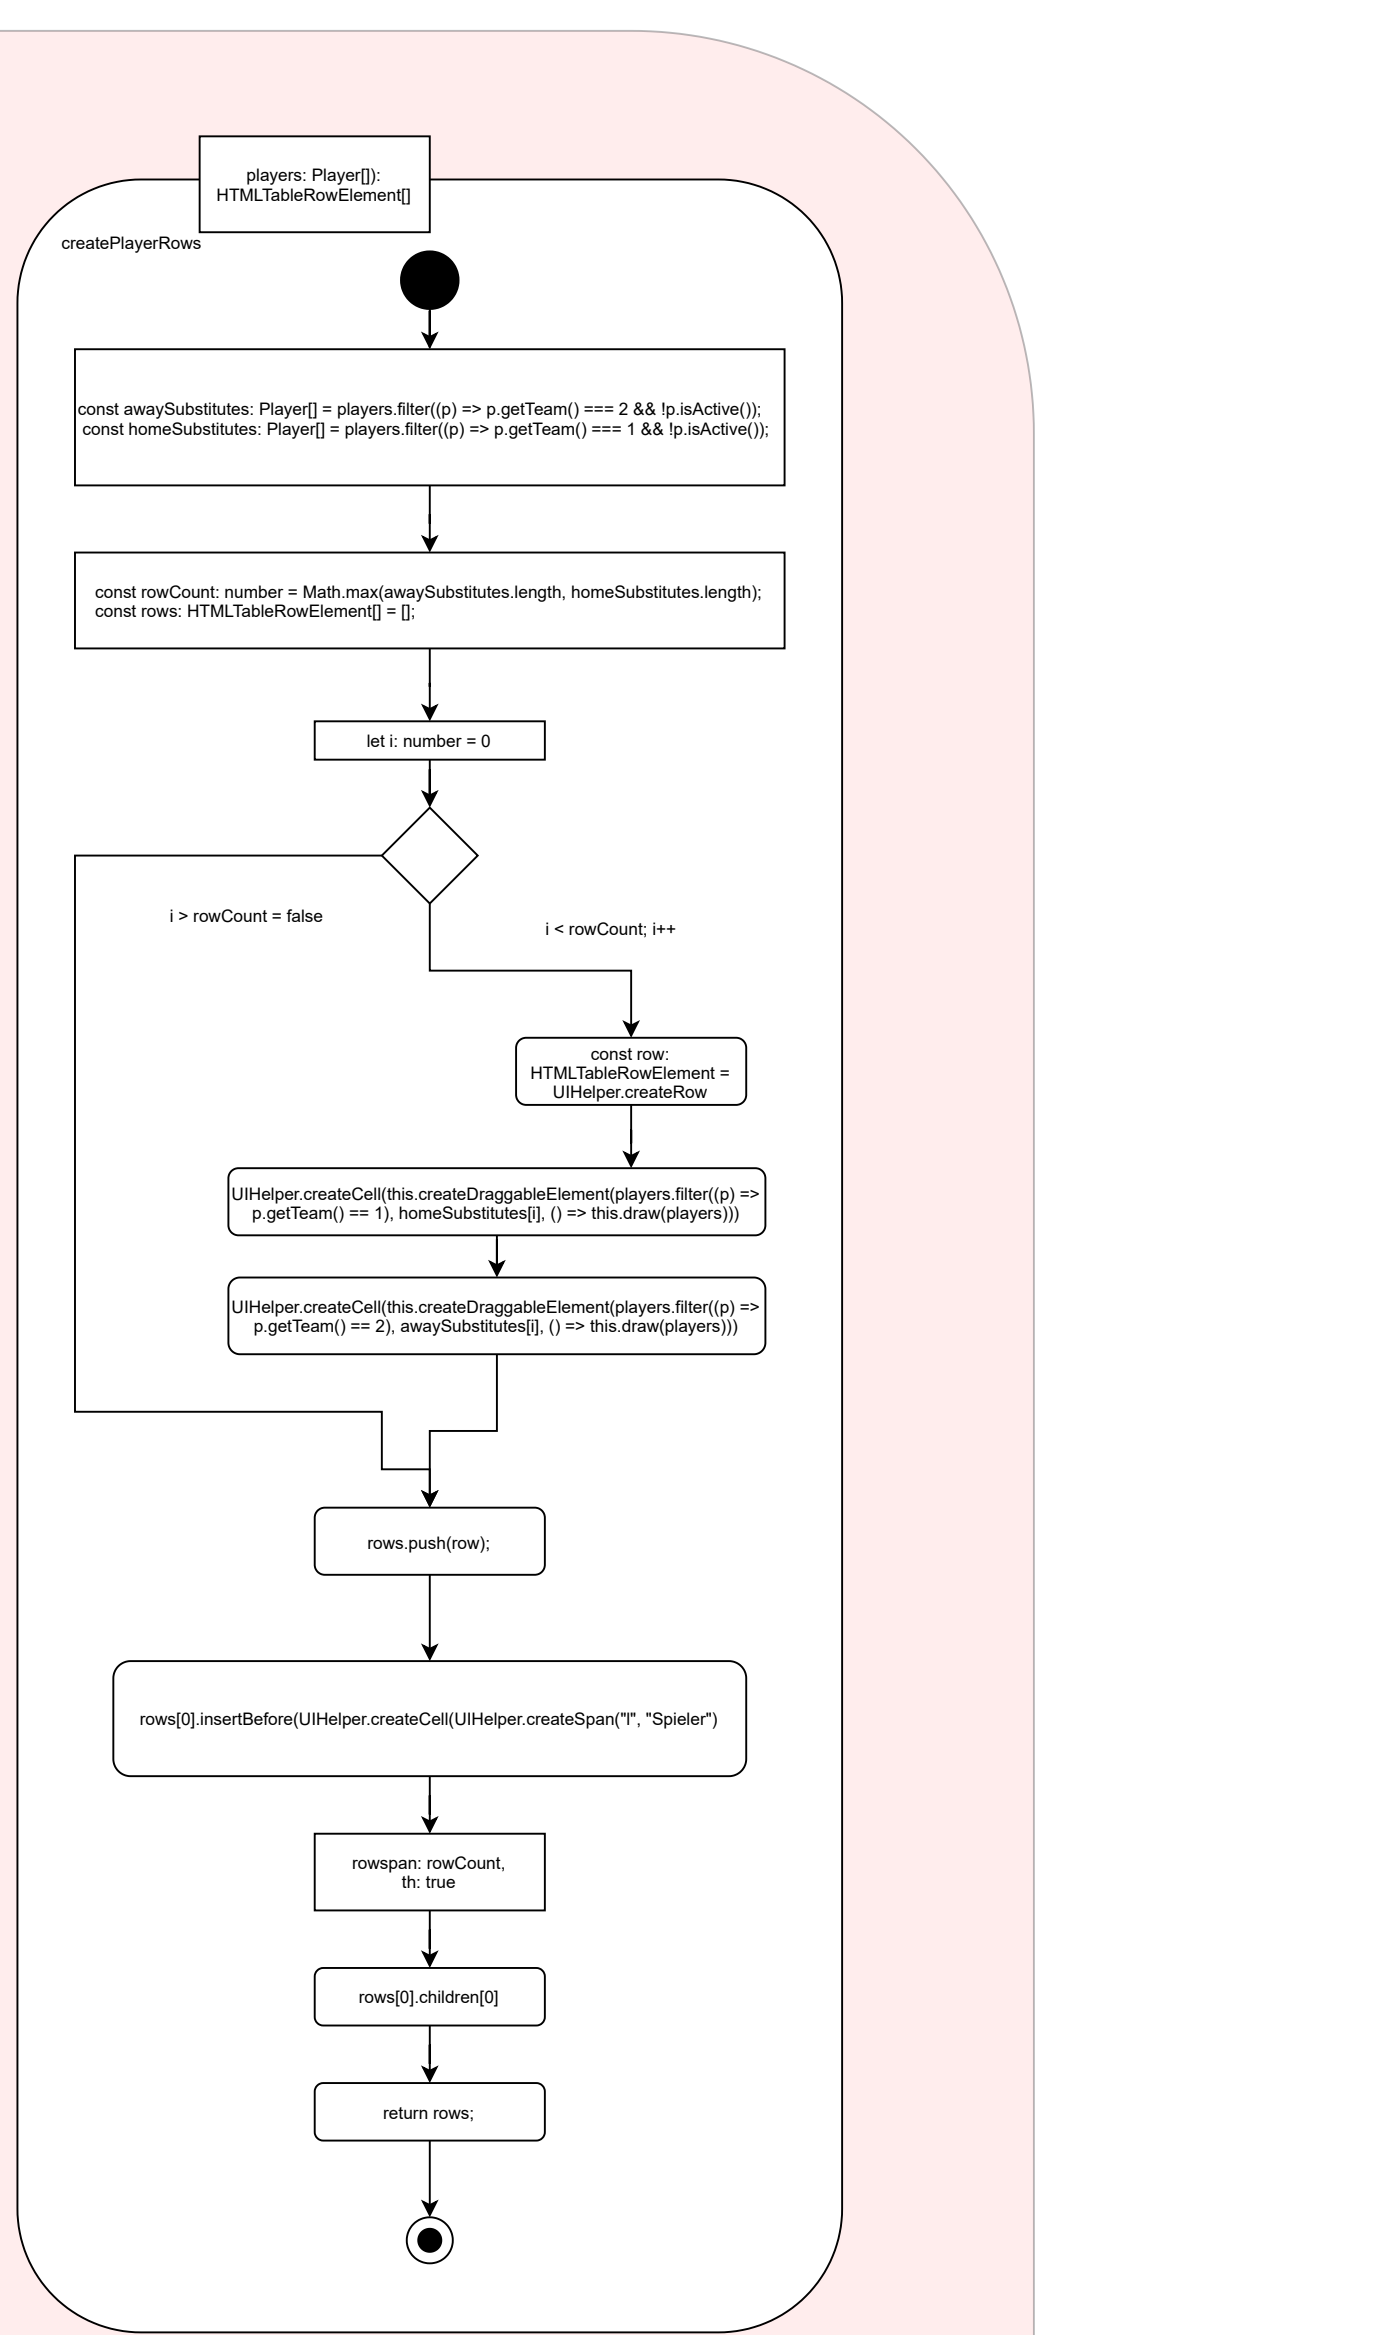 players: Player[]):
HTMLTableRowElement[]
createPlayerRows
const awaySubstitutes: Player[] = players.filter((p) => p.getTeam() === 2 && !p.isActive());
const homeSubstitutes: Player[] = players.filter((p) => p.getTeam() === 1 && !p.isActive());
const rowCount: number = Math.max(awaySubstitutes.length, homeSubstitutes.length);
const rows: HTMLTableRowElement[] = [];
let i: number = 0
i > rowCount = false
i < rowCount; i++
const row:
HTMLTableRowElement =
UIHelper.createRow
UIHelper.createCell(this.createDraggableElement(players.filter((p) =>
p.getTeam() == 1), homeSubstitutes[i], () => this.draw(players)))
UIHelper.createCell(this.createDraggableElement(players.filter((p) =>
p.getTeam() == 2), awaySubstitutes[i], () => this.draw(players)))
rows.push(row);
rows[0].insertBefore(UIHelper.createCell(UIHelper.createSpan("l", "Spieler")
rowspan: rowCount,
th: true
rows[0].children[0]
return rows;